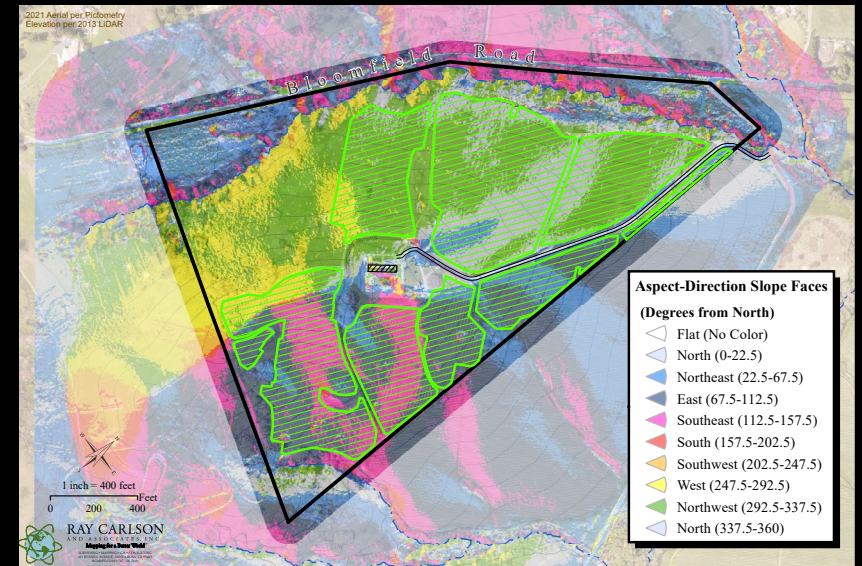 2021 Aerial per Pictometry
Elevation per 2013 LiDAR
Bloomfield Road
Aspect-Direction Slope Faces
(Degrees from North)
Flat (No Color)
North (0-22.5)
Northeast (22.5-67.5)
East (67.5-112.5)
Southeast (112.5-157.5)
South (157.5-202.5)
Southwest (202.5-247.5)
West (247.5-292.5)
Northwest (292.5-337.5)
North (337.5-360)
1 inch = 400 feet
Feet
0 200 400
RAY CARLSON
AND ASSOCIATES, INC.
Mapping for a Better World